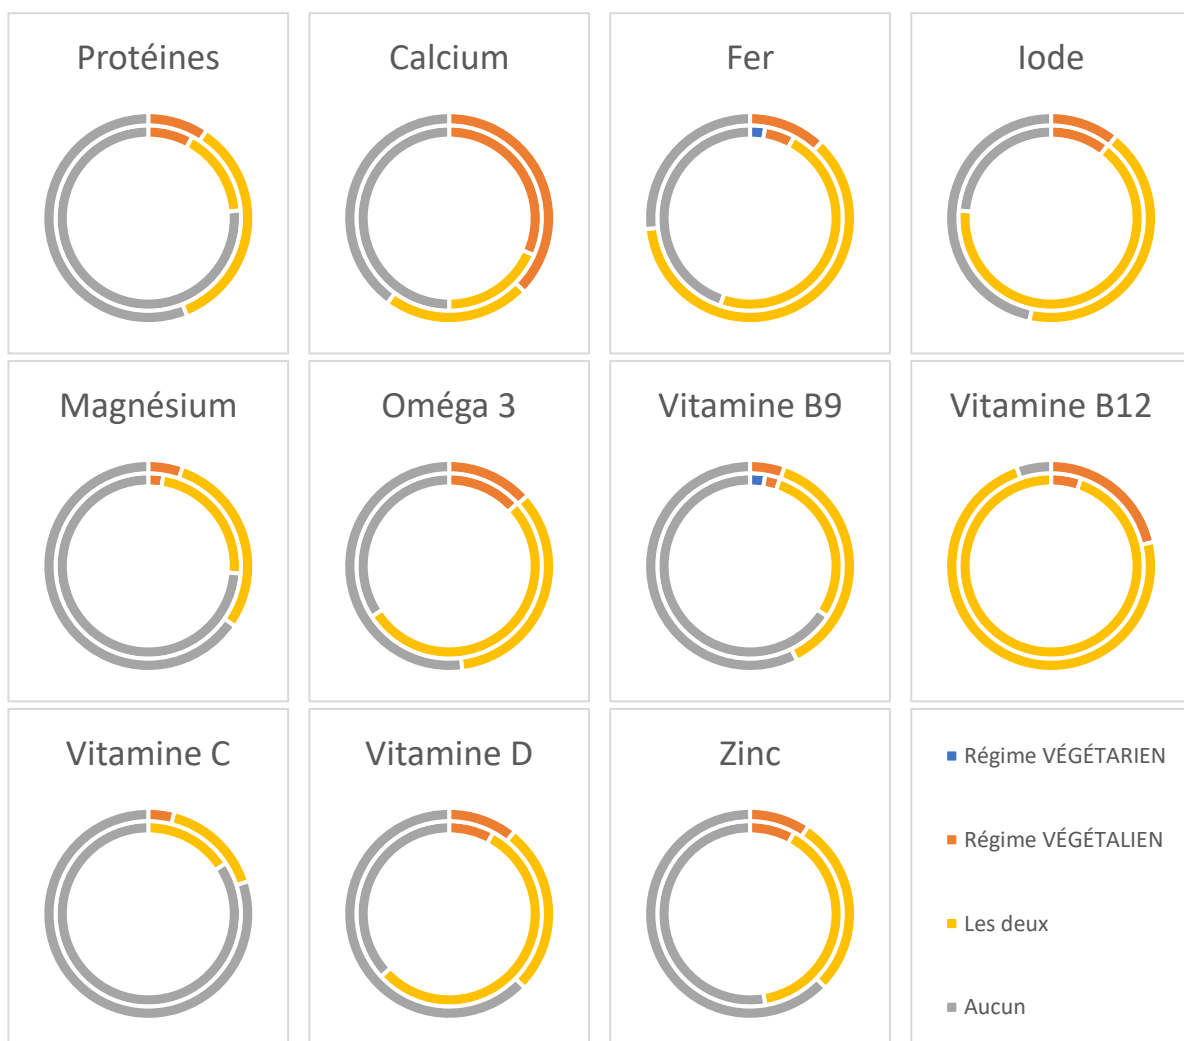 Protéines
Calcium
Fer
Iode
Magnésium
Oméga 3
Vitamine B9
Vitamine B12
Vitamine C
Vitamine D
Zinc
Régime VÉGÉTARIEN
Régime VÉGÉTALIEN
Les deux
Aucun